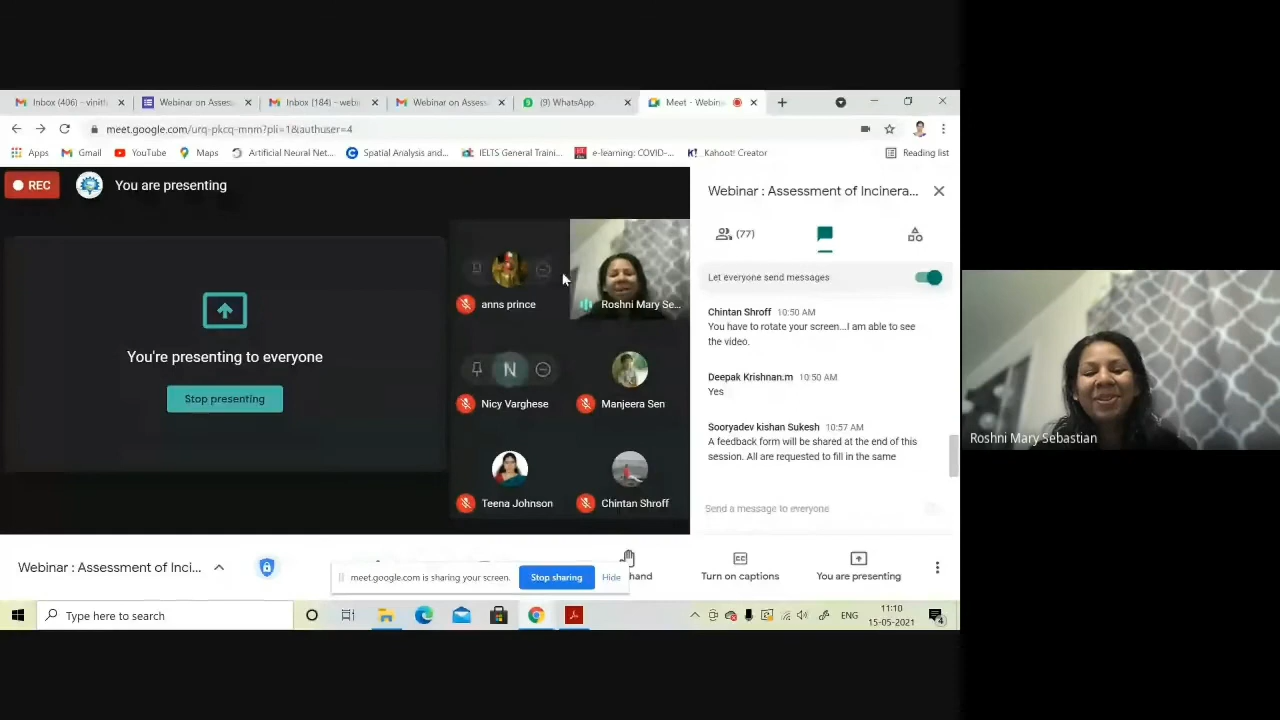 Inbox (406) - vinith
Webinar on Assess
Inbox (184) - web
Webinar on Assess
(9) WhatsApp
Meet - Webin
meet.google.com/urq-pkcq-mnm?pli=1&authuser=4
Apps
Gmail
YouTube
Maps
Artificial Neural Net...
Spatial Analysis and...
IELTS General Traini...
e-learning: COVID-...
Kahoot! Creator
Reading list
REC
You are presenting
You're presenting to everyone
Stop presenting
anns prince
Roshni Mary Se...
N
Nicy Varghese
Manjeera Sen
Teena Johnson
Chintan Shroff
Webinar : Assessment of Incinera...
(77)
Let everyone send messages
Chintan Shroff 10:50 AM
You have to rotate your screen...I am able to see
the video.
Deepak Krishnan.m 10:50 AM
Yes
Sooryadev kishan Sukesh 10:57 AM
A feedback form will be shared at the end of this
session. All are requested to fill in the same
Send a message to everyone
Webinar : Assessment of Inci...
meet.google.com is sharing your screen.
Stop sharing
Hide
hand
Turn on captions
You are presenting
Type here to search
ENG
11:10
15-05-2021
4
Roshni Mary Sebastian